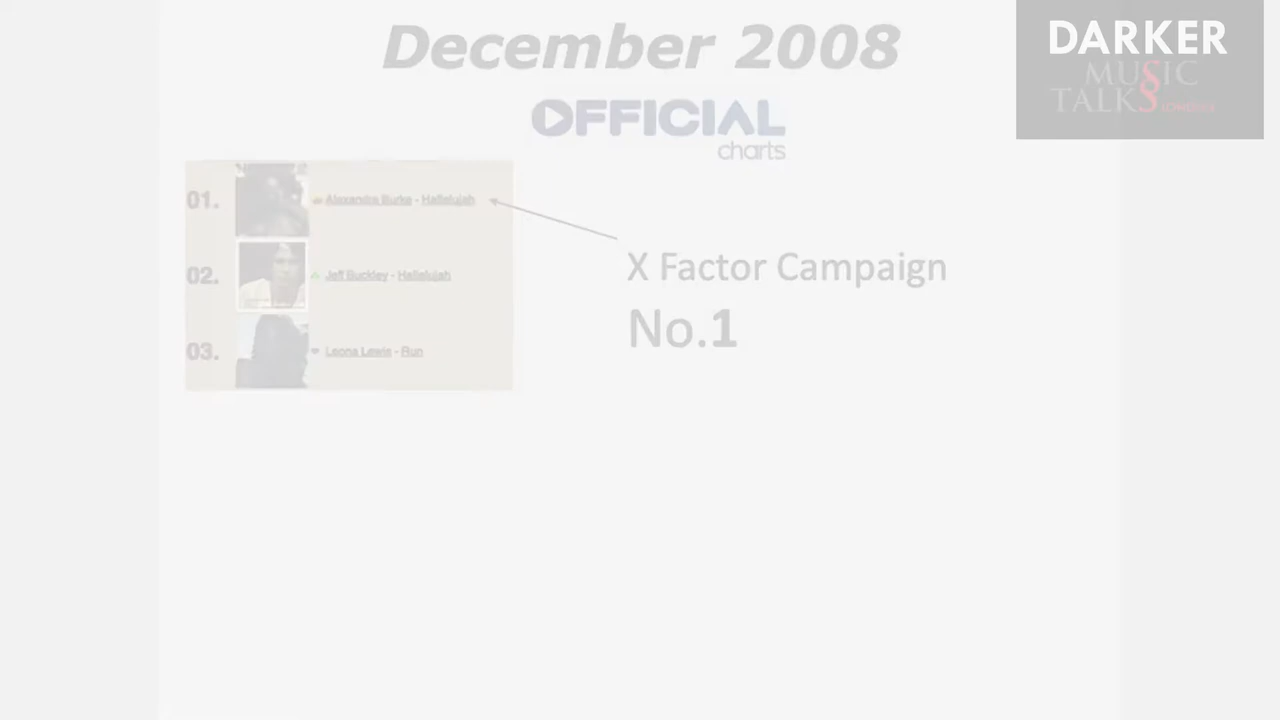 December 2008
OFFICIAL
charts
DARKER
MUSIC
TALKS
LONDON
01. Alexandra Burke - Hallelujah
02. Jeff Buckley - Hallelujah
03. Leona Lewis - Run
X Factor Campaign
No.1